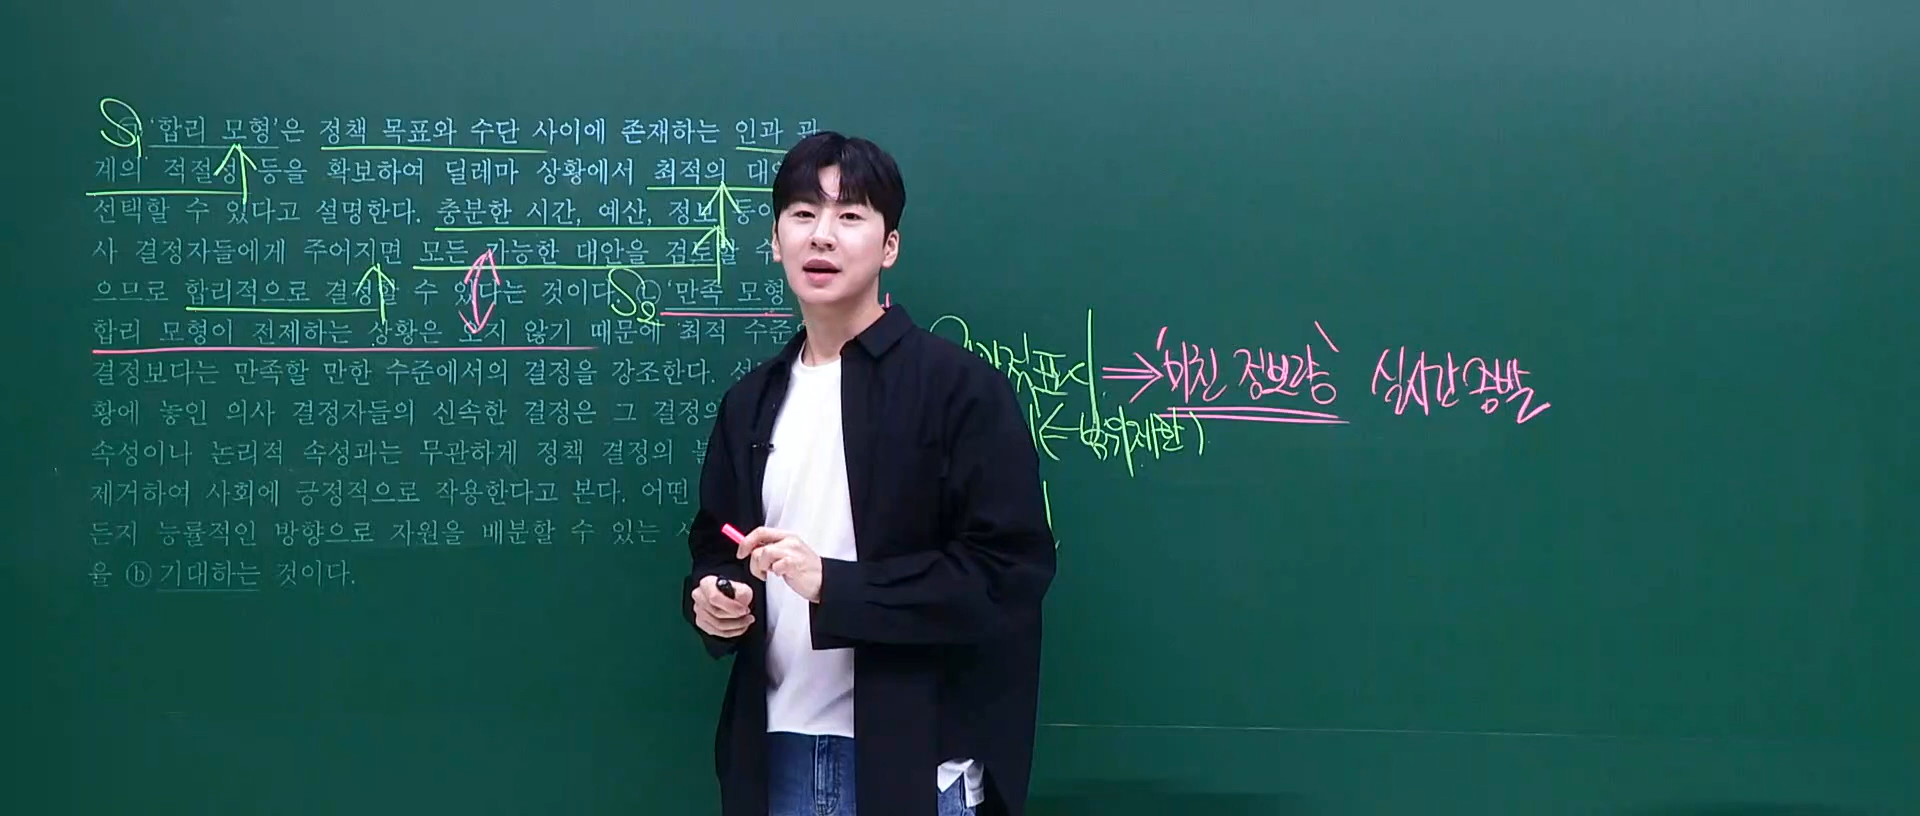 S₁ ㉠'합리 모형'은 정책 목표와 수단 사이에 존재하는 인과 관
계의 적절성 등을 확보하여 딜레마 상황에서 최적의 대안
선택할 수 있다고 설명한다. 충분한 시간, 예산, 정보 등이
사 결정자들에게 주어지면 모든 가능한 대안을 검토할 수
으므로 합리적으로 결정할 수 있다는 것이다. S₂ ㉡'만족 모형
합리 모형이 전제하는 상황은 오지 않기 때문에 최적 수준
결정보다는 만족할 만한 수준에서의 결정을 강조한다.
황에 놓인 의사 결정자들의 신속한 결정은 그 결정의
속성이나 논리적 속성과는 무관하게 정책 결정의
제거하여 사회에 긍정적으로 작용한다고 본다. 어떤
든지 능률적인 방향으로 자원을 배분할 수 있는
을 ⓑ기대하는 것이다.
⇒ '미친 정보량' 실시간 증발
(←범위제한)